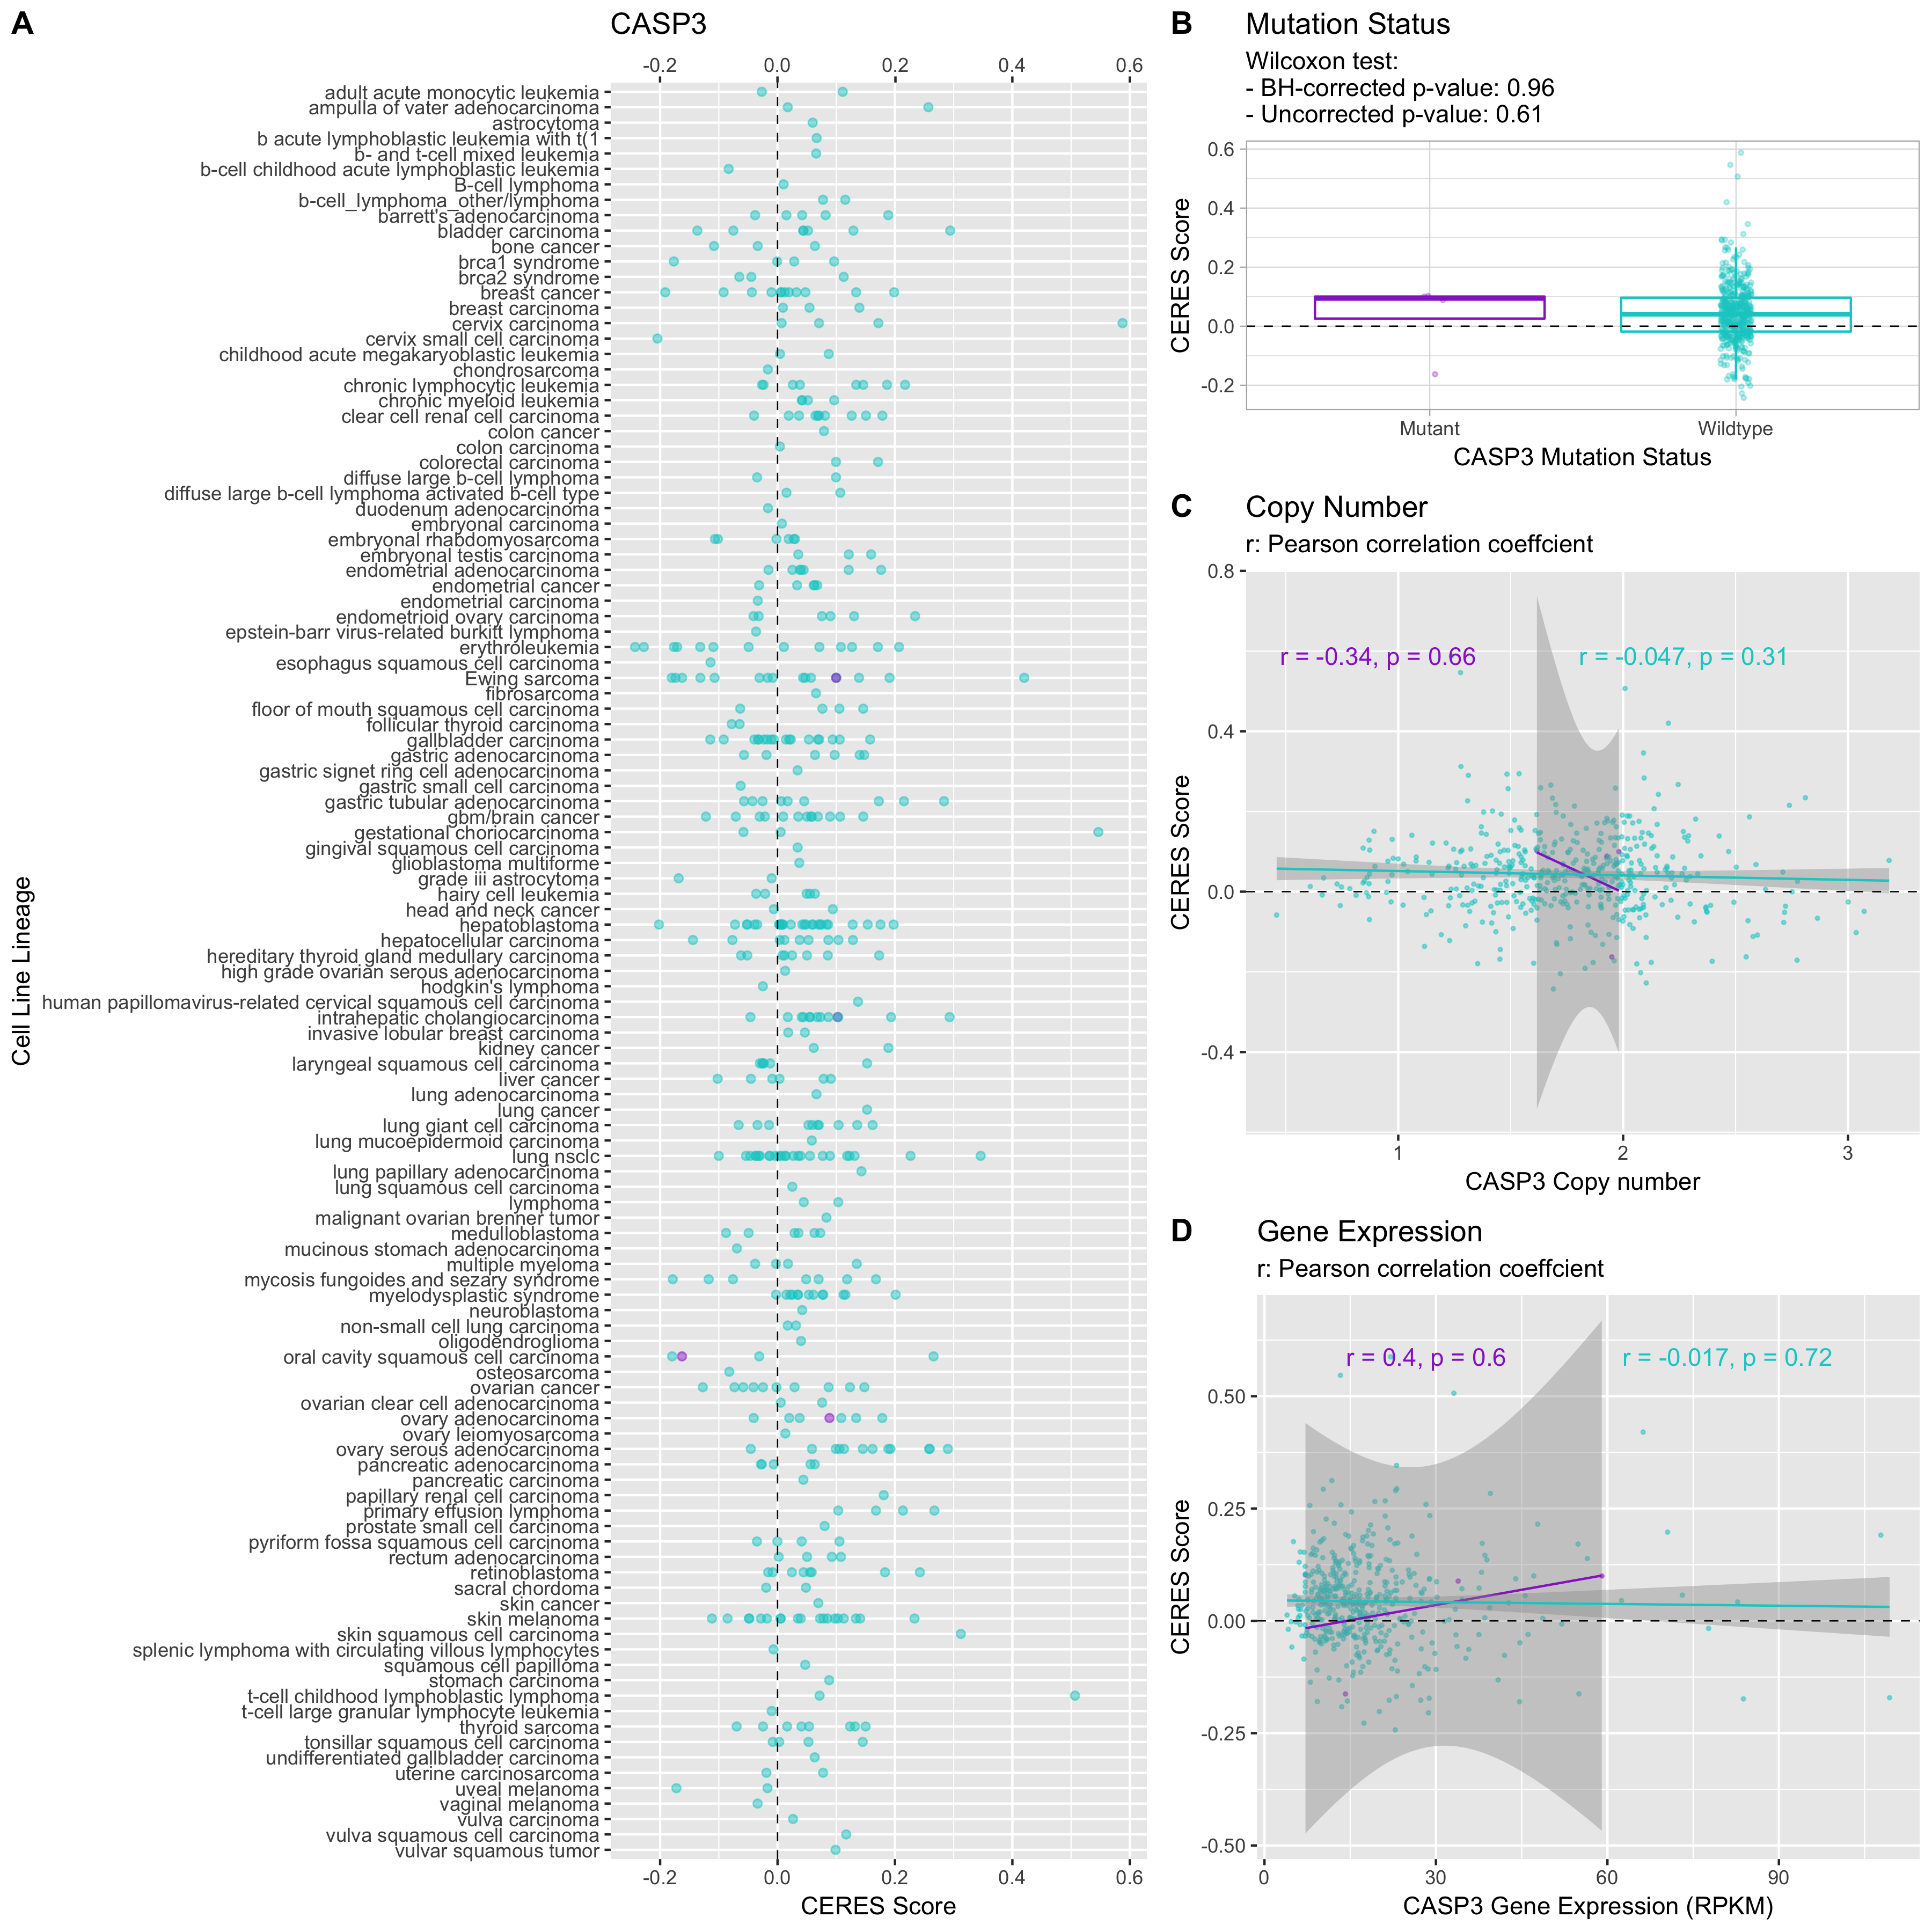 A
CASP3
-0.2 0.0 0.2 0.4 0.6
adult acute monocytic leukemia
ampulla of vater adenocarcinoma
astrocytoma
b acute lymphoblastic leukemia with t(1
b- and t-cell mixed leukemia
b-cell childhood acute lymphoblastic leukemia
B-cell lymphoma
b-cell_lymphoma_other/lymphoma
barrett's adenocarcinoma
bladder carcinoma
bone cancer
brca1 syndrome
brca2 syndrome
breast cancer
breast carcinoma
cervix carcinoma
cervix small cell carcinoma
childhood acute megakaryoblastic leukemia
chondrosarcoma
chronic lymphocytic leukemia
chronic myeloid leukemia
clear cell renal cell carcinoma
colon cancer
colon carcinoma
colorectal carcinoma
diffuse large b-cell lymphoma
diffuse large b-cell lymphoma activated b-cell type
duodenum adenocarcinoma
embryonal carcinoma
embryonal rhabdomyosarcoma
embryonal testis carcinoma
endometrial adenocarcinoma
endometrial cancer
endometrial carcinoma
endometrioid ovary carcinoma
epstein-barr virus-related burkitt lymphoma
erythroleukemia
esophagus squamous cell carcinoma
Ewing sarcoma
fibrosarcoma
floor of mouth squamous cell carcinoma
follicular thyroid carcinoma
gallbladder carcinoma
gastric adenocarcinoma
gastric signet ring cell adenocarcinoma
gastric small cell carcinoma
gastric tubular adenocarcinoma
gbm/brain cancer
gestational choriocarcinoma
gingival squamous cell carcinoma
glioblastoma multiforme
grade iii astrocytoma
hairy cell leukemia
head and neck cancer
hepatoblastoma
hepatocellular carcinoma
hereditary thyroid gland medullary carcinoma
high grade ovarian serous adenocarcinoma
hodgkin's lymphoma
human papillomavirus-related cervical squamous cell carcinoma
intrahepatic cholangiocarcinoma
invasive lobular breast carcinoma
kidney cancer
laryngeal squamous cell carcinoma
liver cancer
lung adenocarcinoma
lung cancer
lung giant cell carcinoma
lung mucoepidermoid carcinoma
lung nsclc
lung papillary adenocarcinoma
lung squamous cell carcinoma
lymphoma
malignant ovarian brenner tumor
medulloblastoma
mucinous stomach adenocarcinoma
multiple myeloma
mycosis fungoides and sezary syndrome
myelodysplastic syndrome
neuroblastoma
non-small cell lung carcinoma
oligodendroglioma
oral cavity squamous cell carcinoma
osteosarcoma
ovarian cancer
ovarian clear cell adenocarcinoma
ovary adenocarcinoma
ovary leiomyosarcoma
ovary serous adenocarcinoma
pancreatic adenocarcinoma
pancreatic carcinoma
papillary renal cell carcinoma
primary effusion lymphoma
prostate small cell carcinoma
pyriform fossa squamous cell carcinoma
rectum adenocarcinoma
retinoblastoma
sacral chordoma
skin cancer
skin melanoma
skin squamous cell carcinoma
splenic lymphoma with circulating villous lymphocytes
squamous cell papilloma
stomach carcinoma
t-cell childhood lymphoblastic lymphoma
t-cell large granular lymphocyte leukemia
thyroid sarcoma
tonsillar squamous cell carcinoma
undifferentiated gallbladder carcinoma
uterine carcinosarcoma
uveal melanoma
vaginal melanoma
vulva carcinoma
vulva squamous cell carcinoma
vulvar squamous tumor
-0.2 0.0 0.2 0.4 0.6
CERES Score
Cell Line Lineage
B
Mutation Status
Wilcoxon test:
- BH-corrected p-value: 0.96
- Uncorrected p-value: 0.61
0.6
0.4
0.2
0.0
-0.2
CERES Score
Mutant Wildtype
CASP3 Mutation Status
C
Copy Number
r: Pearson correlation coeffcient
0.8
0.4
0.0
-0.4
r = -0.34, p = 0.66 r = -0.047, p = 0.31
CERES Score
1 2 3
CASP3 Copy number
D
Gene Expression
r: Pearson correlation coeffcient
r = 0.4, p = 0.6 r = -0.017, p = 0.72
0.50
0.25
0.00
-0.25
-0.50
CERES Score
0 30 60 90
CASP3 Gene Expression (RPKM)